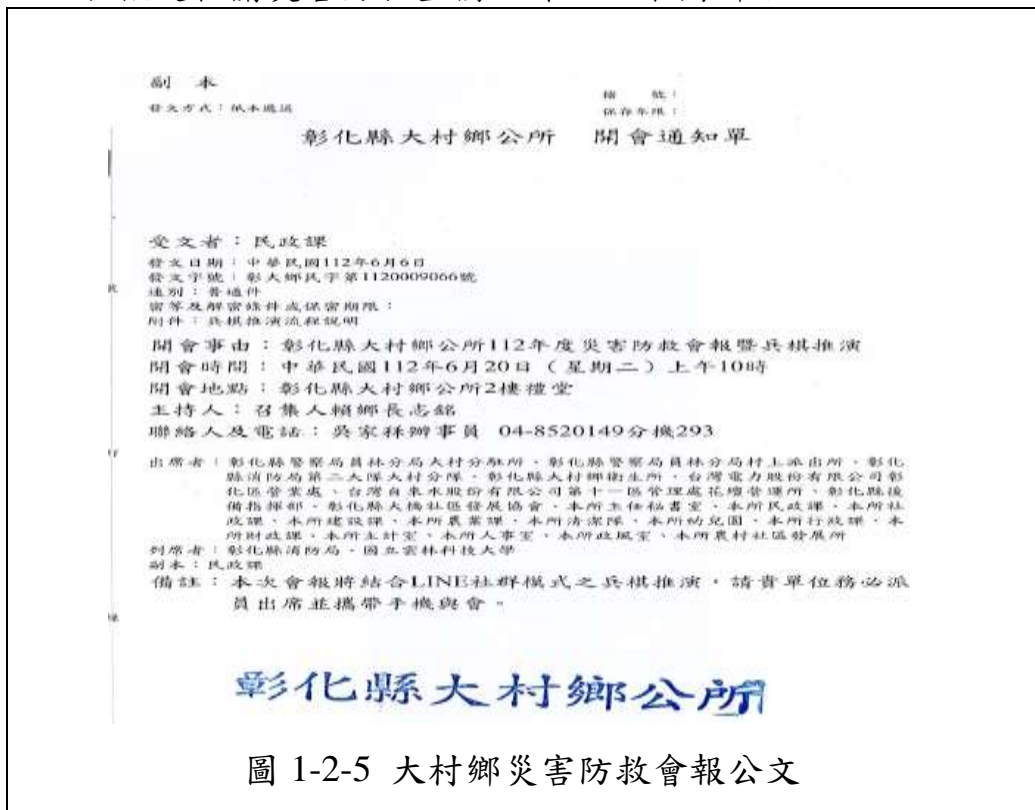 副 本
發文方式：紙本遞送
檔 號：
保存年限：
彰化縣大村鄉公所 開會通知單
受文者：民政課
發文日期：中華民國112年6月6日
發文字號：彰大鄉民字第1120009066號
速別：普通件
密等及解密條件或保密期限：
附件：兵棋推演流程說明
開會事由：彰化縣大村鄉公所112年度災害防救會報暨兵棋推演
開會時間：中華民國112年6月20日（星期二）上午10時
開會地點：彰化縣大村鄉公所2樓禮堂
主持人：召集人賴鄉長志銘
聯絡人及電話：吳家 辦事員 04-8520149分機293
出席者：彰化縣警察局員林分局大村分駐所、彰化縣警察局員林分局村上派出所、彰化
縣消防局第二大隊大村分隊、彰化縣大村鄉衛生所、台灣電力股份有限公司彰
化區營業處、台灣自來水股份有限公司第十一區管理處花壇營運所、彰化縣後
備指揮部、彰化縣大橋社區發展協會、本所主任秘書室、本所民政課、本所社
政課、本所建設課、本所農業課、本所清潔隊、本所幼兒園、本所行政課、本
所財政課、本所主計室、本所人事室、本所政風室、本所農村社區發展所
列席者：彰化縣消防局、國立雲林科技大學
副本：民政課
備註：本次會報將結合LINE社群模式之兵棋推演，請貴單位務必派
員出席並攜帶手機與會。
彰化縣大村鄉公所
圖 1-2-5 大村鄉災害防救會報公文